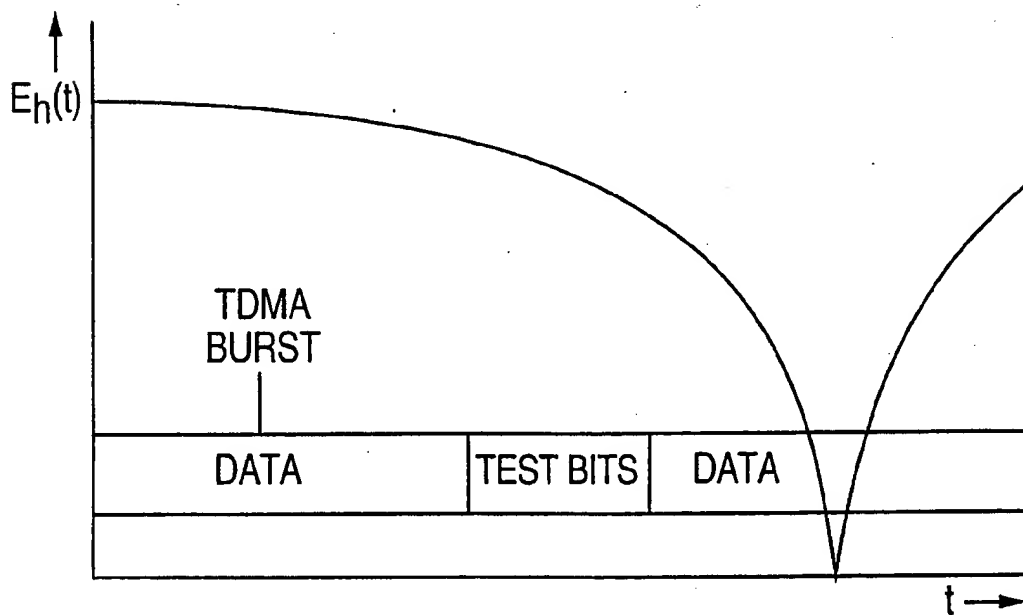 Eh(t)
TDMA
BURST
DATA
TEST BITS
DATA
t